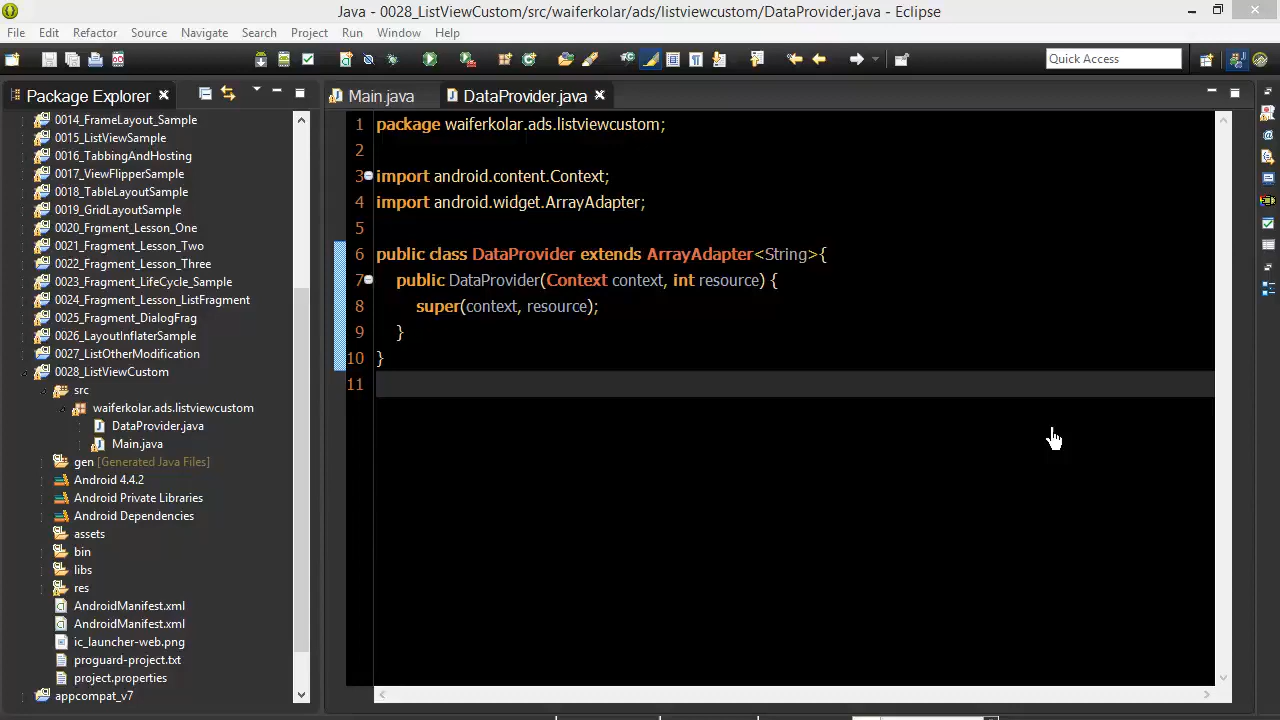 Java - 0028_ListViewCustom/src/waiferkolar/ads/listviewcustom/DataProvider.java - Eclipse
File Edit Refactor Source Navigate Search Project Run Window Help
Quick Access
Package Explorer
Main.java
DataProvider.java
0014_FrameLayout_Sample
0015_ListViewSample
0016_TabbingAndHosting
0017_ViewFlipperSample
0018_TableLayoutSample
0019_GridLayoutSample
0020_Frgment_Lesson_One
0021_Fragment_Lesson_Two
0022_Fragment_Lesson_Three
0023_Fragment_LifeCycle_Sample
0024_Fragment_Lesson_ListFragment
0025_Fragment_DialogFrag
0026_LayoutInflaterSample
0027_ListOtherModification
0028_ListViewCustom
src
waiferkolar.ads.listviewcustom
DataProvider.java
Main.java
gen [Generated Java Files]
Android 4.4.2
Android Private Libraries
Android Dependencies
assets
bin
libs
res
AndroidManifest.xml
AndroidManifest.xml
ic_launcher-web.png
proguard-project.txt
project.properties
appcompat_v7
1 package waiferkolar.ads.listviewcustom;
2
3 import android.content.Context;
4 import android.widget.ArrayAdapter;
5
6 public class DataProvider extends ArrayAdapter<String>{
7 public DataProvider(Context context, int resource) {
8 super(context, resource);
9 }
10 }
11